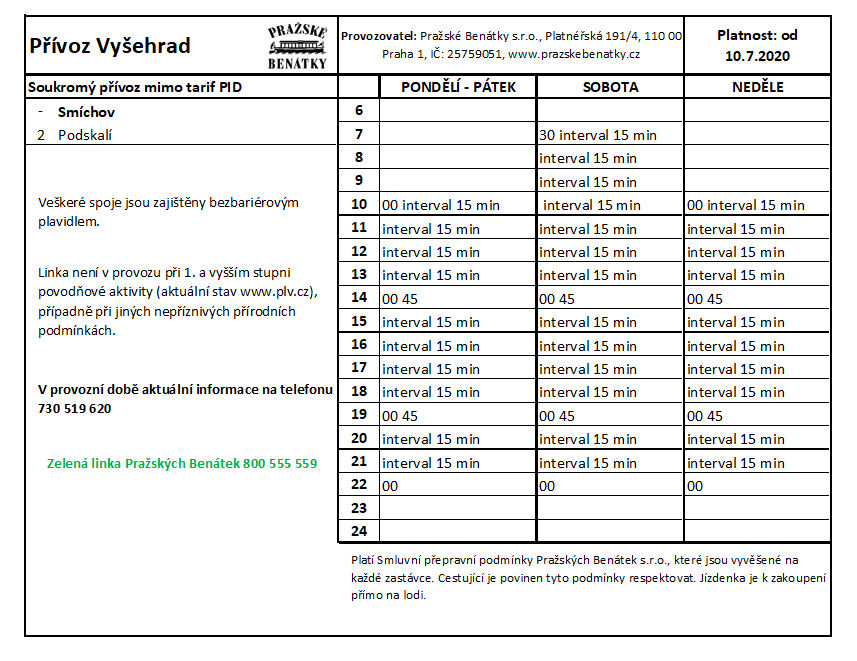 Přívoz Vyšehrad
PRAŽSKÉ
BENÁTKY
Provozovatel: Pražské Benátky s.r.o., Platnéřská 191/4, 110 00
Praha 1, IČ: 25759051, www.prazskebenatky.cz
Platnost: od
10.7.2020
Soukromý přívoz mimo tarif PID
PONDĚLÍ - PÁTEK SOBOTA NEDĚLE
- Smíchov
2 Podskalí
Veškeré spoje jsou zajištěny bezbariérovým
plavidlem.
Linka není v provozu při 1. a vyšším stupni
povodňové aktivity (aktuální stav www.plv.cz),
případně při jiných nepříznivých přírodních
podmínkách.
V provozní době aktuální informace na telefonu
730 519 620
Zelená linka Pražských Benátek 800 555 559
6
7 30 interval 15 min
8 interval 15 min
9 interval 15 min
10 00 interval 15 min interval 15 min 00 interval 15 min
11 interval 15 min interval 15 min interval 15 min
12 interval 15 min interval 15 min interval 15 min
13 interval 15 min interval 15 min interval 15 min
14 00 45 00 45 00 45
15 interval 15 min interval 15 min interval 15 min
16 interval 15 min interval 15 min interval 15 min
17 interval 15 min interval 15 min interval 15 min
18 interval 15 min interval 15 min interval 15 min
19 00 45 00 45 00 45
20 interval 15 min interval 15 min interval 15 min
21 interval 15 min interval 15 min interval 15 min
22 00 00 00
23
24
Platí Smluvní přepravní podmínky Pražských Benátek s.r.o., které jsou vyvěšené na
každé zastávce. Cestující je povinen tyto podmínky respektovat. Jízdenka je k zakoupení
přímo na lodi.